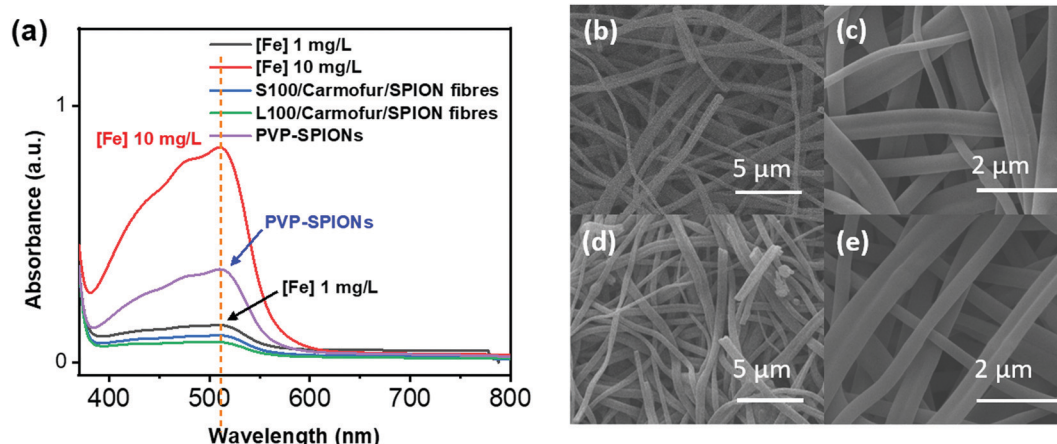 (a)
[Fe] 1 mg/L
[Fe] 10 mg/L
S100/Carmofur/SPION fibres
L100/Carmofur/SPION fibres
PVP-SPIONs
[Fe] 10 mg/L
PVP-SPIONs
[Fe] 1 mg/L
Absorbance (a.u.)
1
0
400 500 600 700 800
Wavelength (nm)
(b)
5 μm
(c)
2 μm
(d)
5 μm
(e)
2 μm